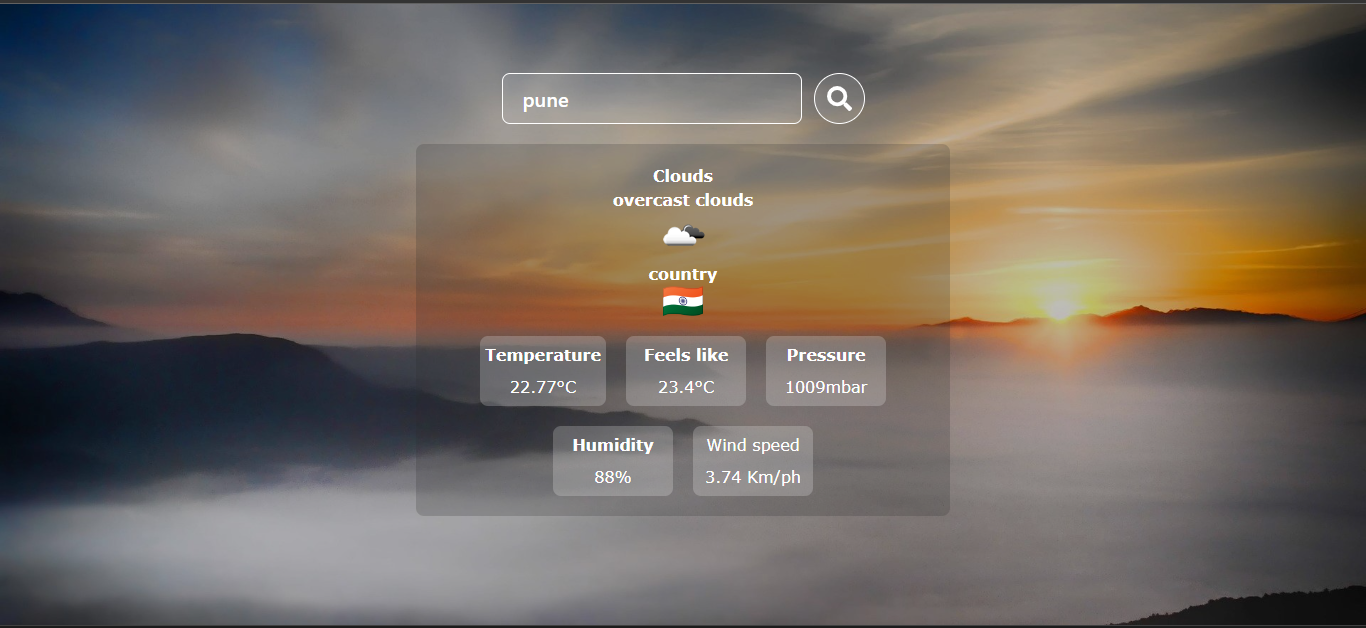 pune
Clouds
overcast clouds
country
Temperature Feels like Pressure
22.77°C 23.4°C 1009mbar
Humidity Wind speed
88% 3.74 Km/ph